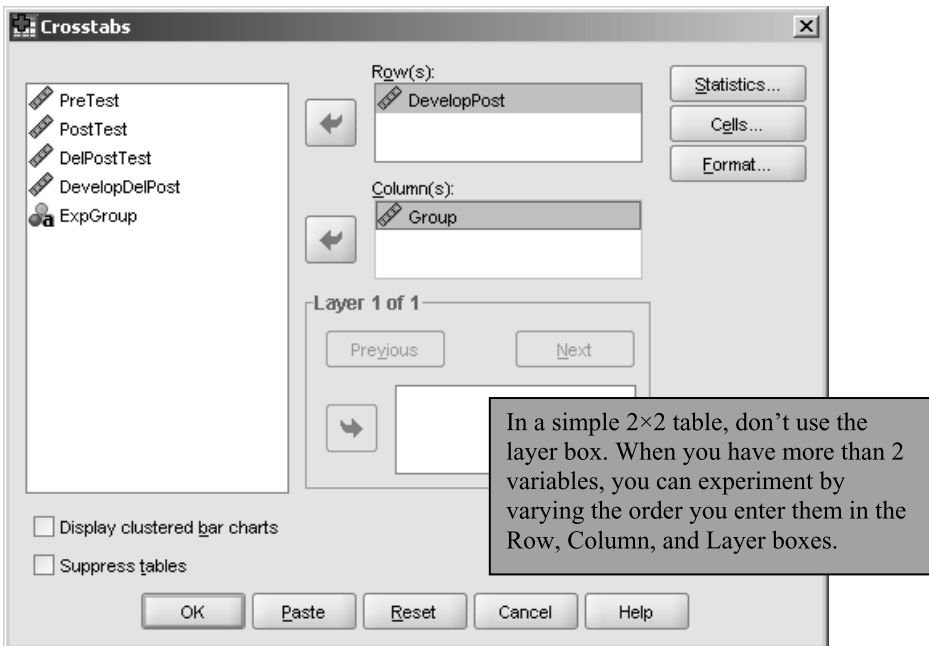 Crosstabs
PreTest
PostTest
DelPostTest
DevelopDelPost
ExpGroup
Row(s):
DevelopPost
Column(s):
Group
Layer 1 of 1
Previous
Next
Statistics...
Cells...
Format...
In a simple 2×2 table, don’t use the
layer box. When you have more than 2
variables, you can experiment by
varying the order you enter them in the
Row, Column, and Layer boxes.
Display clustered bar charts
Suppress tables
OK
Paste
Reset
Cancel
Help